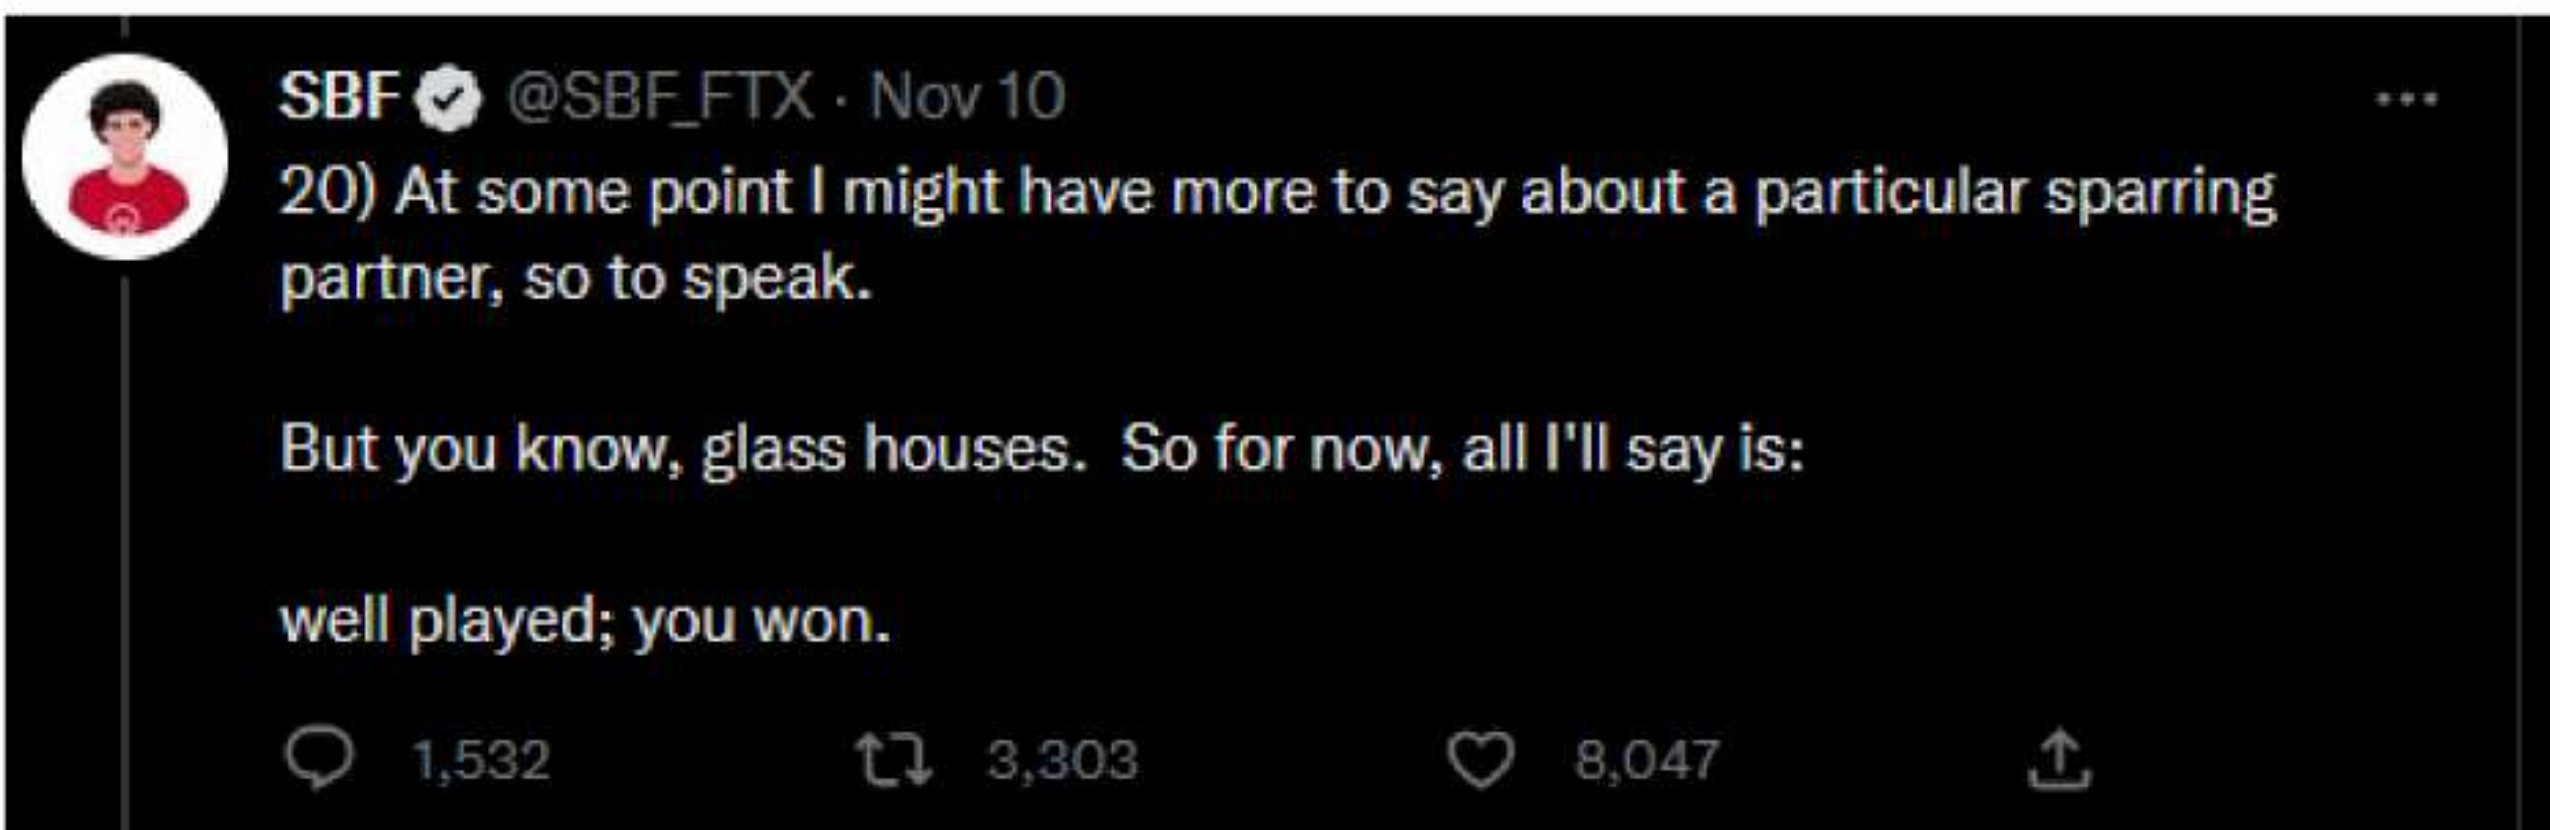 SBF @SBF_FTX · Nov 10
20) At some point I might have more to say about a particular sparring
partner, so to speak.
But you know, glass houses.  So for now, all I'll say is:
well played; you won.
1,532 3,303 8,047